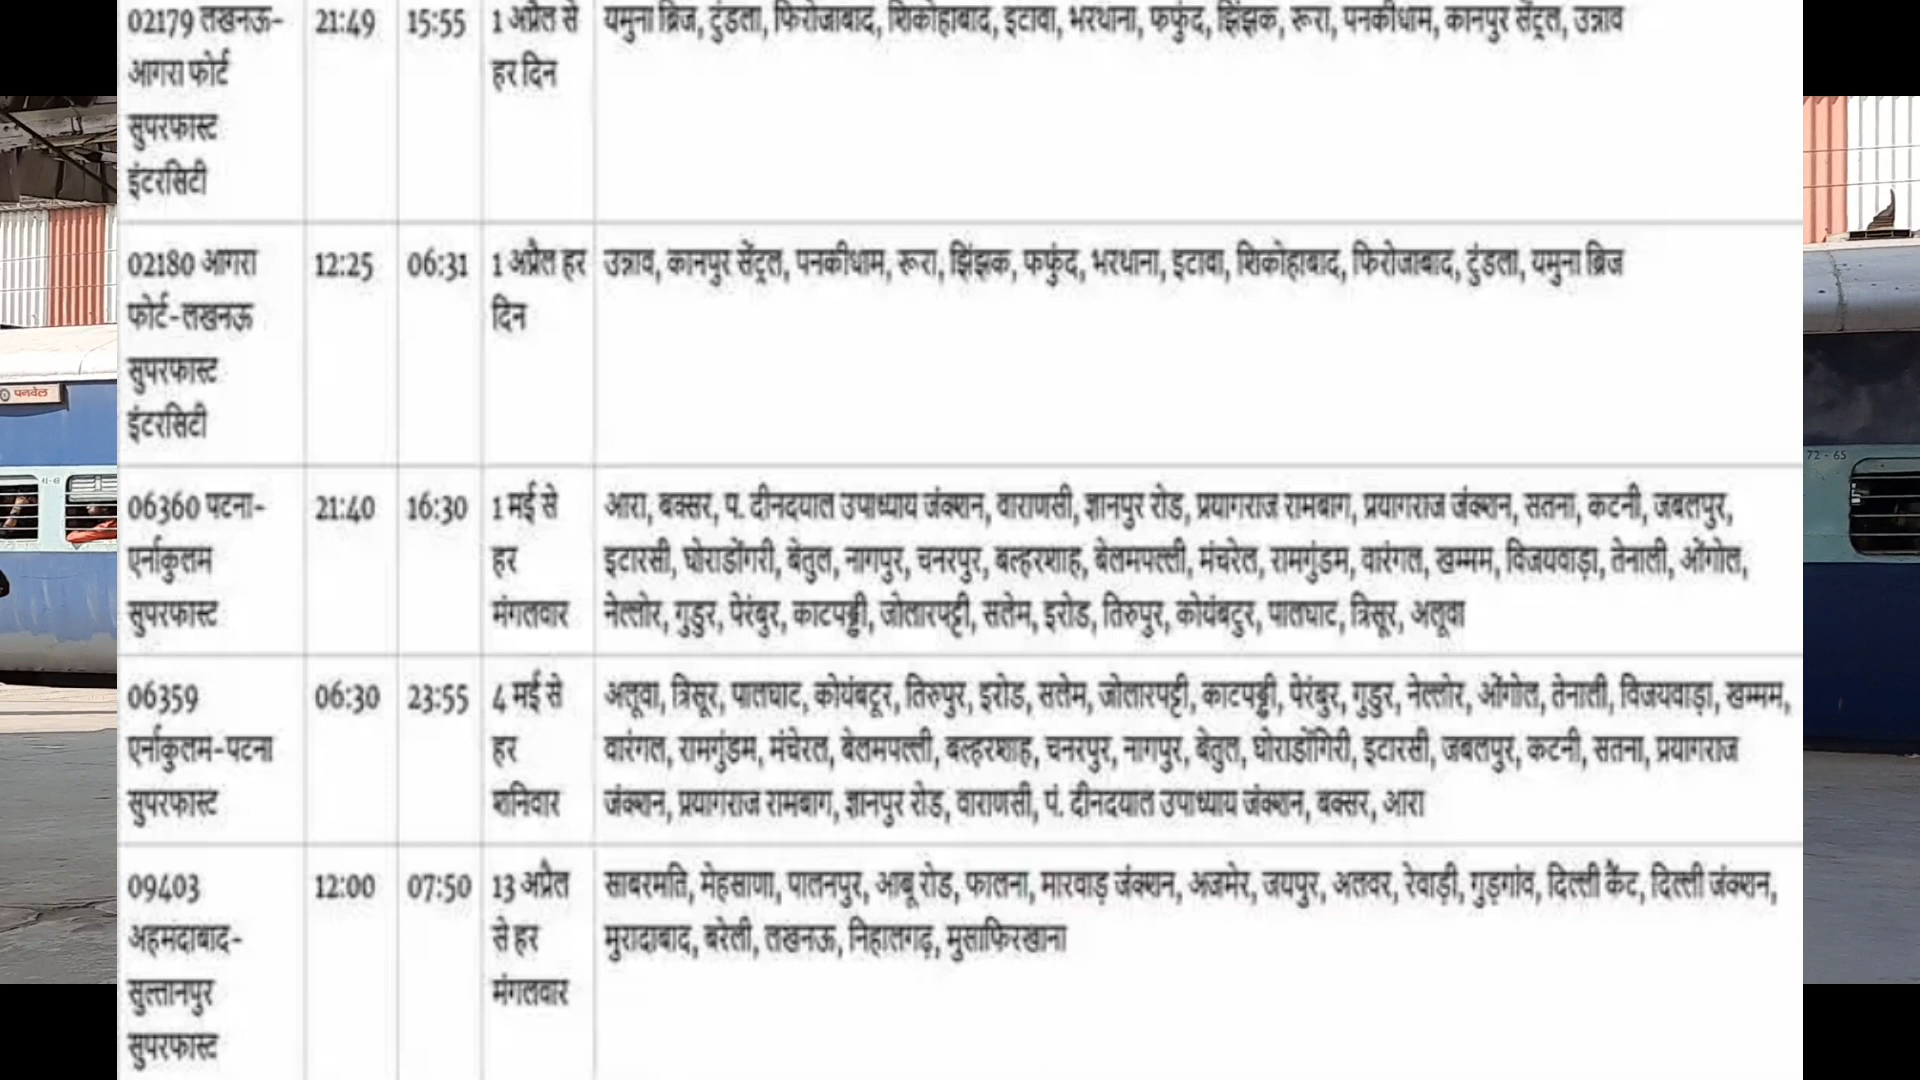 02179 लखनऊ- 21:49 15:55 1 अप्रैल से यमुना ब्रिज, टुंडला, फिरोजाबाद, शिकोहाबाद, इटावा, भरथाना, फफुंद, झिंझक, रूरा, पनकीधाम, कानपुर सेंट्रल, उन्नाव
आगरा फोर्ट हर दिन
सुपरफास्ट
इंटरसिटी
02180 आगरा 12:25 06:31 1 अप्रैल हर उन्नाव, कानपुर सेंट्रल, पनकीधाम, रूरा, झिंझक, फफुंद, भरथाना, इटावा, शिकोहाबाद, फिरोजाबाद, टुंडला, यमुना ब्रिज
फोर्ट-लखनऊ दिन
सुपरफास्ट
इंटरसिटी
06360 पटना- 21:40 16:30 1 मई से आरा, बक्सर, प. दीनदयाल उपाध्याय जंक्शन, वाराणसी, ज्ञानपुर रोड, प्रयागराज रामबाग, प्रयागराज जंक्शन, सतना, कटनी, जबलपुर,
एर्नाकुलम हर इटारसी, घोराडोंगरी, बेतुल, नागपुर, चनरपुर, बल्हरशाह, बेलमपल्ली, मंचरेल, रामगुंडम, वारंगल, खम्मम, विजयवाड़ा, तेनाली, ओंगोल,
सुपरफास्ट मंगलवार नेल्लोर, गुडुर, पेरंबुर, काटपड्डी, जोलारपट्टी, सलेम, इरोड, तिरुपुर, कोयंबटुर, पालघाट, त्रिसूर, अलूवा
06359 06:30 23:55 4 मई से अलूवा, त्रिसूर, पालघाट, कोयंबटूर, तिरुपुर, इरोड, सलेम, जोलारपट्टी, काटपड्डी, पेरंबुर, गुडुर, नेल्लोर, ओंगोल, तेनाली, विजयवाड़ा, खम्मम,
एर्नाकुलम-पटना हर वारंगल, रामगुंडम, मंचेरल, बेलमपल्ली, बल्हरशाह, चनरपुर, नागपुर, बेतुल, घोराडोंगिरी, इटारसी, जबलपुर, कटनी, सतना, प्रयागराज
सुपरफास्ट शनिवार जंक्शन, प्रयागराज रामबाग, ज्ञानपुर रोड, वाराणसी, पं. दीनदयाल उपाध्याय जंक्शन, बक्सर, आरा
09403 12:00 07:50 13 अप्रैल साबरमति, मेहसाणा, पालनपुर, आबू रोड, फालना, मारवाड़ जंक्शन, अजमेर, जयपुर, अलवर, रेवाड़ी, गुड़गांव, दिल्ली कैंट, दिल्ली जंक्शन,
अहमदाबाद- से हर मुरादाबाद, बरेली, लखनऊ, निहालगढ़, मुसाफिरखाना
सुल्तानपुर मंगलवार
सुपरफास्ट
पनवेल
72 - 65